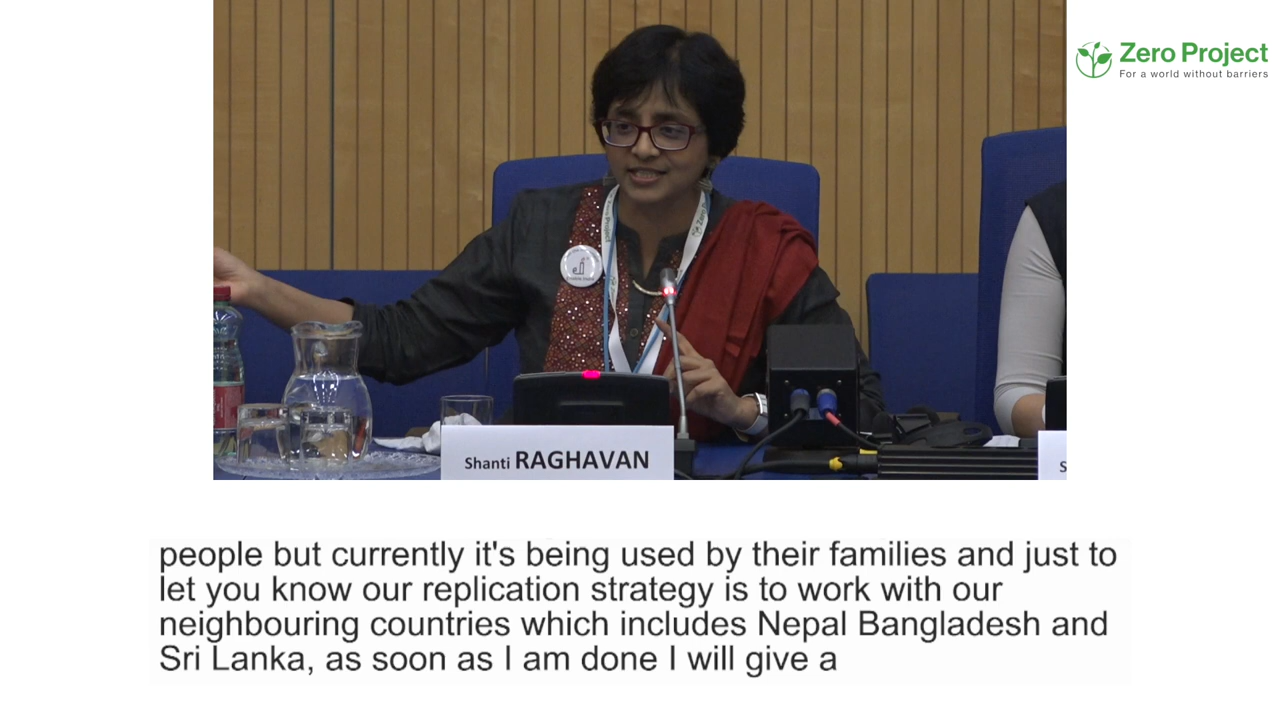 Zero Project
For a world without barriers
Shanti RAGHAVAN
S
people but currently it's being used by their families and just to
let you know our replication strategy is to work with our
neighbouring countries which includes Nepal Bangladesh and
Sri Lanka, as soon as I am done I will give a